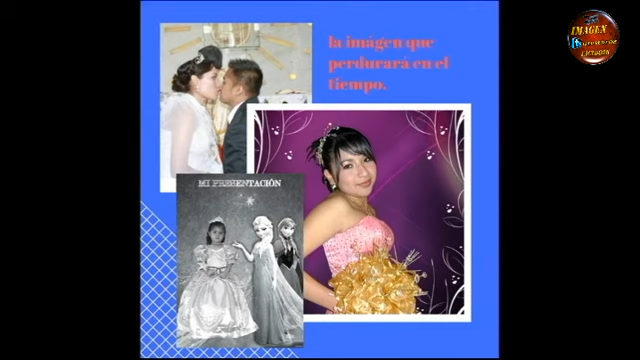 la imágen que
perdurará en el
tiempo.
MI PRESENTACIÓN
IMAGEN